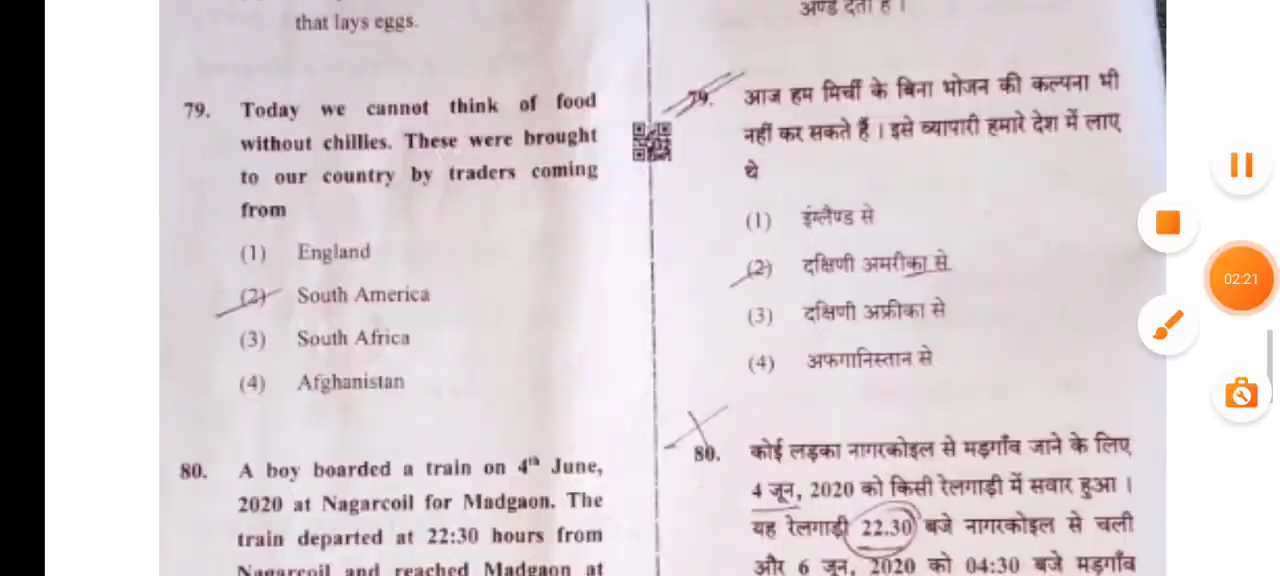 that lays eggs.
79. Today we cannot think of food
without chillies. These were brought
to our country by traders coming
from
(1) England
(2) South America
(3) South Africa
(4) Afghanistan
80. A boy boarded a train on 4th June,
2020 at Nagarcoil for Madgaon. The
train departed at 22:30 hours from
Nagarcoil and reached Madgaon at
अण्डे देता है ।
79. आज हम मिर्ची के बिना भोजन की कल्पना भी
नहीं कर सकते हैं । इसे व्यापारी हमारे देश में लाए
थे
(1) इंग्लैण्ड से
(2) दक्षिणी अमरीका से
(3) दक्षिणी अफ्रीका से
(4) अफगानिस्तान से
80. कोई लड़का नागरकोइल से मड़गाँव जाने के लिए
4 जून, 2020 को किसी रेलगाड़ी में सवार हुआ ।
यह रेलगाड़ी 22.30 बजे नागरकोइल से चली
और 6 जून, 2020 को 04:30 बजे मड़गाँव
02:21